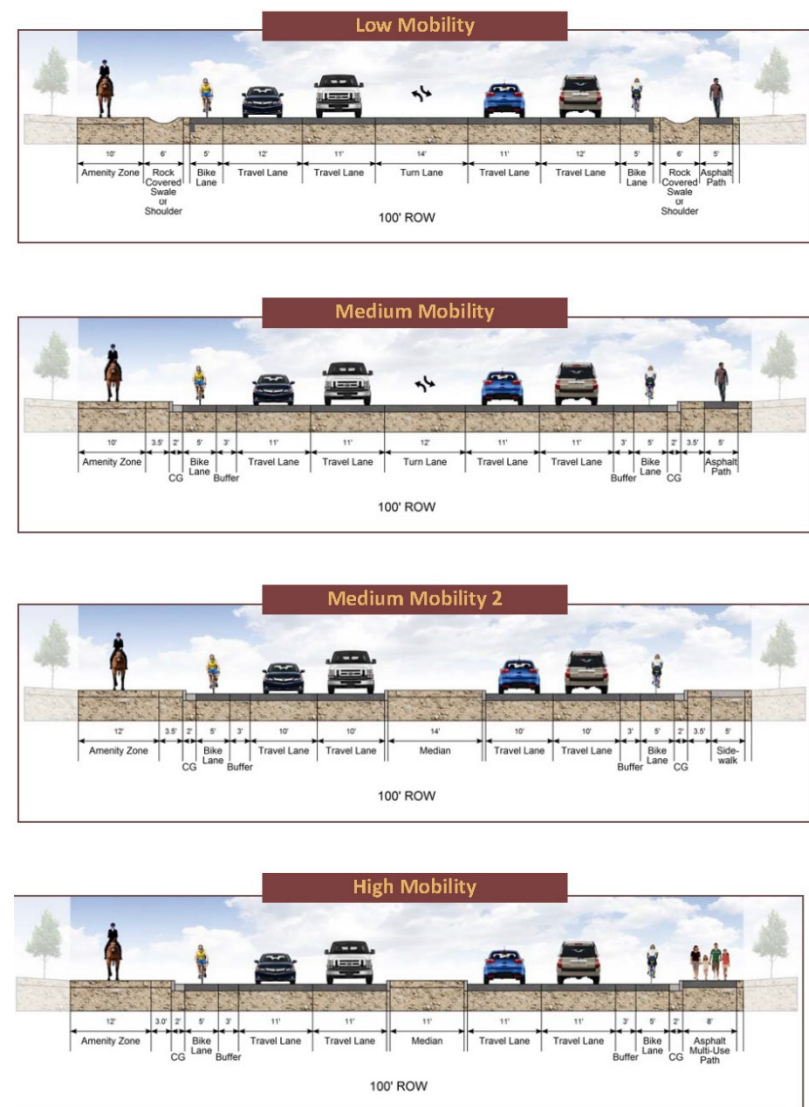 Low Mobility
10' 6' 5' 12' 11' 14' 11' 12' 5' 6' 5'
Amenity Zone Rock Bike Travel Lane Travel Lane Turn Lane Travel Lane Travel Lane Bike Rock Asphalt
Covered Lane Lane Covered Path
Swale Swale
or or
Shoulder Shoulder
100' ROW
Medium Mobility
10' 3.5' 2' 5' 3' 11' 11' 12' 11' 11' 3' 5' 2' 3.5' 5'
Amenity Zone Bike Travel Lane Travel Lane Turn Lane Travel Lane Travel Lane Bike Asphalt
CG Lane Buffer Buffer Lane CG Path
100' ROW
Medium Mobility 2
12' 3.5' 2' 5' 3' 10' 10' 14' 10' 10' 3' 5' 2' 3.5' 5'
Amenity Zone Bike Travel Lane Travel Lane Median Travel Lane Travel Lane Bike Side-
CG Lane Buffer Buffer Lane CG walk
100' ROW
High Mobility
12' 3.0' 2' 5' 3' 11' 11' 11' 11' 11' 3' 5' 2' 8'
Amenity Zone Bike Travel Lane Travel Lane Median Travel Lane Travel Lane Bike Asphalt
CG Lane Buffer Buffer Lane CG Multi-Use
Path
100' ROW